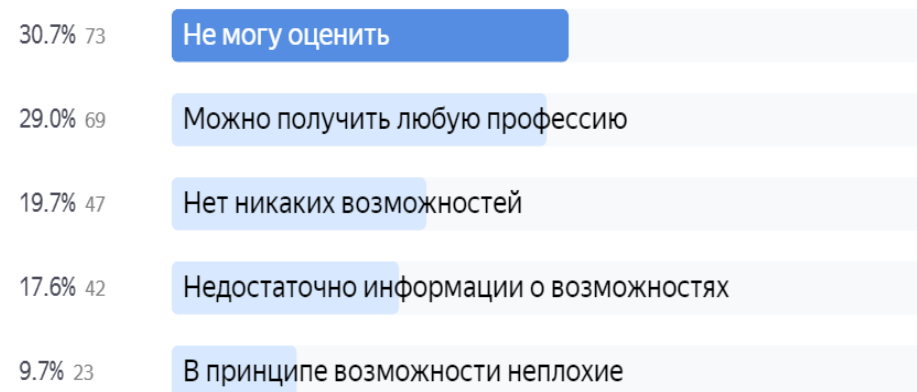 30.7% 73 Не могу оценить
29.0% 69 Можно получить любую профессию
19.7% 47 Нет никаких возможностей
17.6% 42 Недостаточно информации о возможностях
9.7% 23 В принципе возможности неплохие